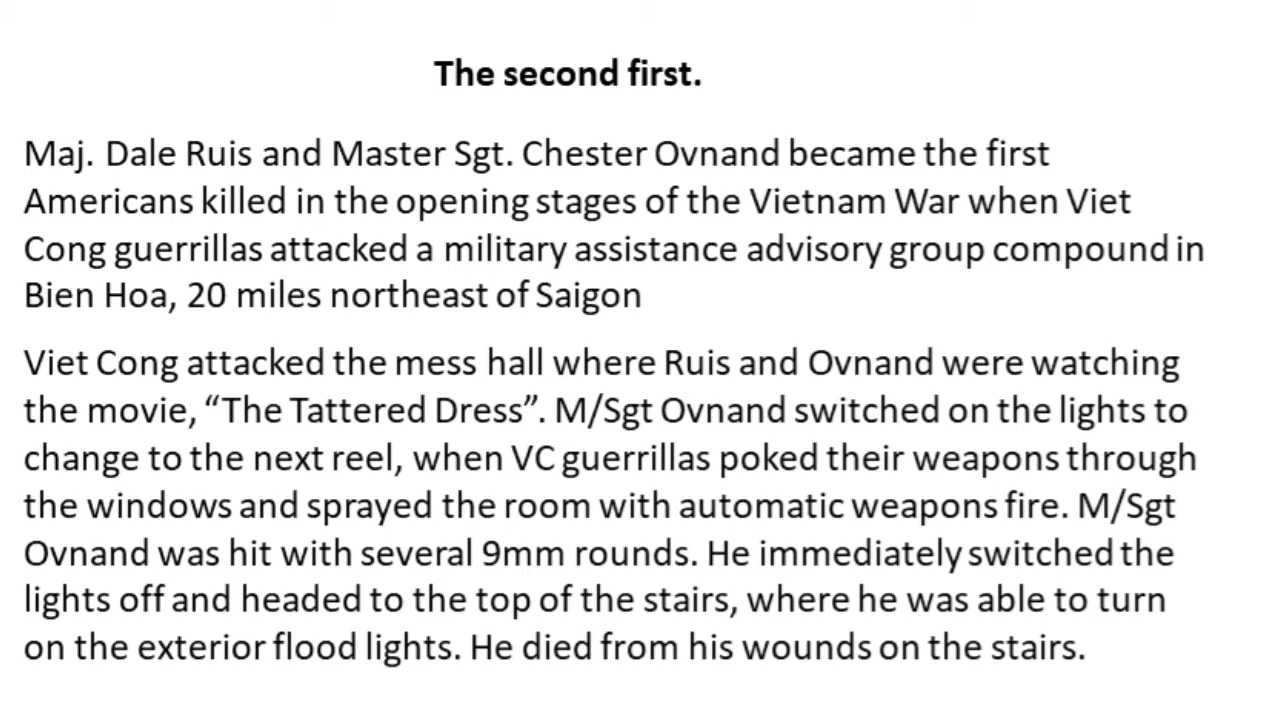 The second first.
Maj. Dale Ruis and Master Sgt. Chester Ovnand became the first
Americans killed in the opening stages of the Vietnam War when Viet
Cong guerrillas attacked a military assistance advisory group compound in
Bien Hoa, 20 miles northeast of Saigon
Viet Cong attacked the mess hall where Ruis and Ovnand were watching
the movie, “The Tattered Dress”. M/Sgt Ovnand switched on the lights to
change to the next reel, when VC guerrillas poked their weapons through
the windows and sprayed the room with automatic weapons fire. M/Sgt
Ovnand was hit with several 9mm rounds. He immediately switched the
lights off and headed to the top of the stairs, where he was able to turn
on the exterior flood lights. He died from his wounds on the stairs.